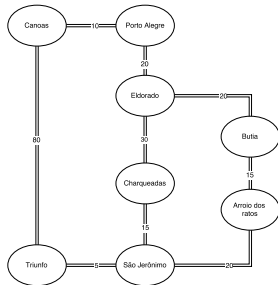 Canoas
10
Porto Alegre
20
Eldorado
20
80
30
Butia
15
Charqueadas
Arroio dos
ratos
15
Triunfo
5
São Jerônimo
20